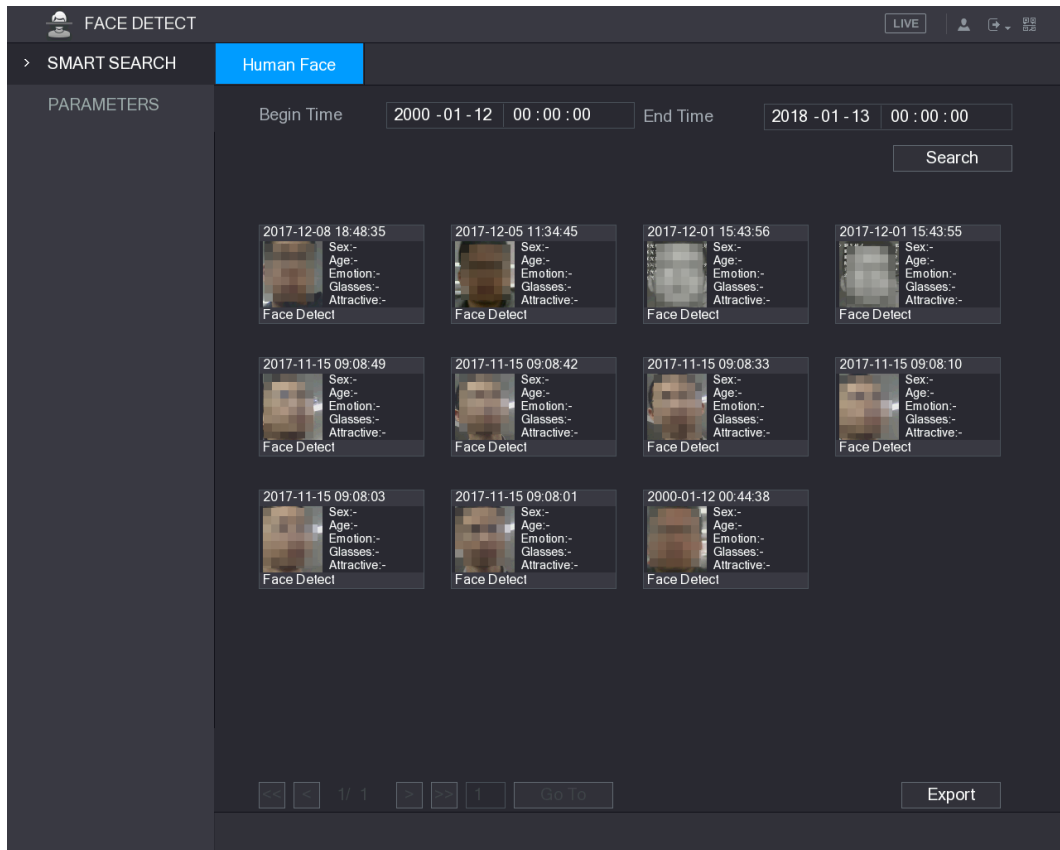 FACE DETECT
LIVE
SMART SEARCH
Human Face
PARAMETERS
Begin Time 2000 -01 -12 00 : 00 : 00 End Time 2018 -01 -13 00 : 00 : 00
Search
2017-12-08 18:48:35
Sex:-
Age:-
Emotion:-
Glasses:-
Attractive:-
Face Detect
2017-12-05 11:34:45
Sex:-
Age:-
Emotion:-
Glasses:-
Attractive:-
Face Detect
2017-12-01 15:43:56
Sex:-
Age:-
Emotion:-
Glasses:-
Attractive:-
Face Detect
2017-12-01 15:43:55
Sex:-
Age:-
Emotion:-
Glasses:-
Attractive:-
Face Detect
2017-11-15 09:08:49
Sex:-
Age:-
Emotion:-
Glasses:-
Attractive:-
Face Detect
2017-11-15 09:08:42
Sex:-
Age:-
Emotion:-
Glasses:-
Attractive:-
Face Detect
2017-11-15 09:08:33
Sex:-
Age:-
Emotion:-
Glasses:-
Attractive:-
Face Detect
2017-11-15 09:08:10
Sex:-
Age:-
Emotion:-
Glasses:-
Attractive:-
Face Detect
2017-11-15 09:08:03
Sex:-
Age:-
Emotion:-
Glasses:-
Attractive:-
Face Detect
2017-11-15 09:08:01
Sex:-
Age:-
Emotion:-
Glasses:-
Attractive:-
Face Detect
2000-01-12 00:44:38
Sex:-
Age:-
Emotion:-
Glasses:-
Attractive:-
Face Detect
<< < 1/ 1 > >> 1 Go To
Export